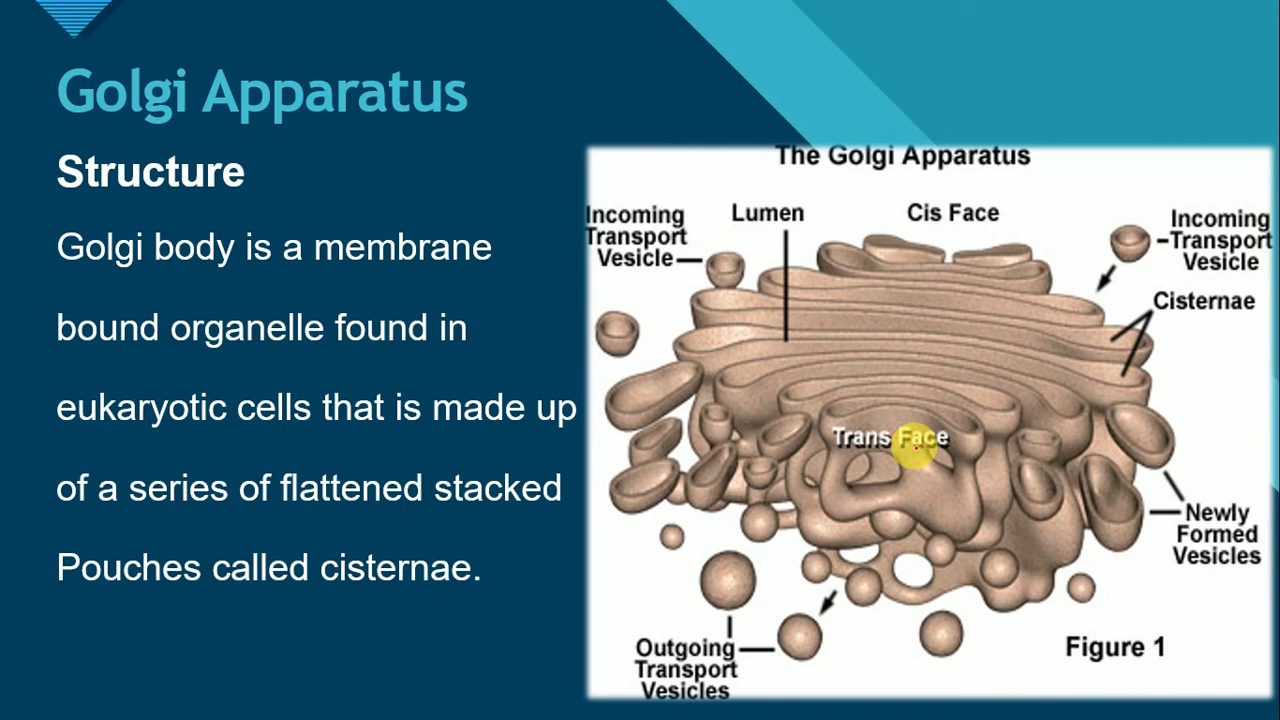 Golgi Apparatus
Structure
Golgi body is a membrane
bound organelle found in
eukaryotic cells that is made up
of a series of flattened stacked
Pouches called cisternae.
The Golgi Apparatus
Incoming
Transport
Vesicle
Lumen
Cis Face
Incoming
Transport
Vesicle
Cisternae
Trans Face
Newly
Formed
Vesicles
Outgoing
Transport
Vesicles
Figure 1